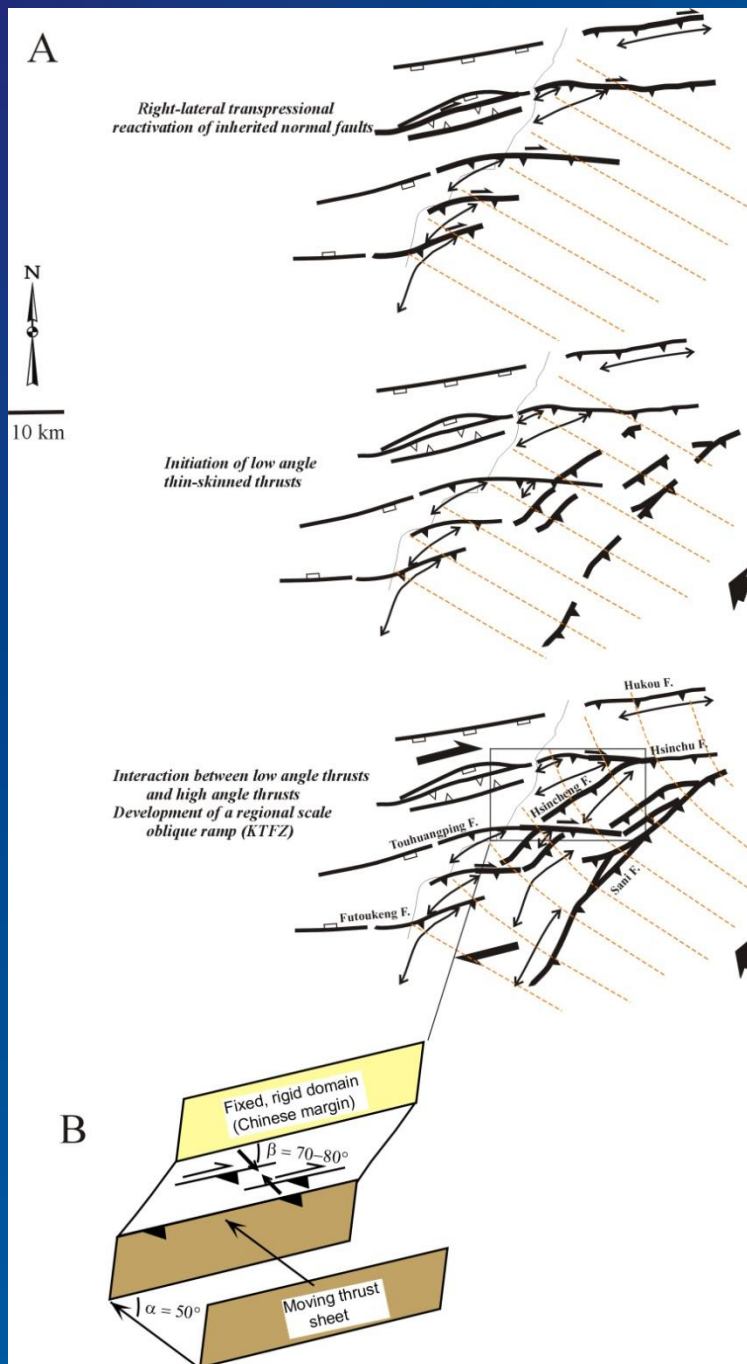 A
Right-lateral transpressional
reactivation of inherited normal faults
N
10 km
Initiation of low angle
thin-skinned thrusts
Hukou F.
Interaction between low angle thrusts
and high angle thrusts
Development of a regional scale
oblique ramp (KTFZ)
Hsinchu F.
Hsincheng F.
Touhuangping F.
Sani F.
Futoukeng F.
B
Fixed, rigid domain
(Chinese margin)
β = 70–80°
α = 50°
Moving thrust
sheet